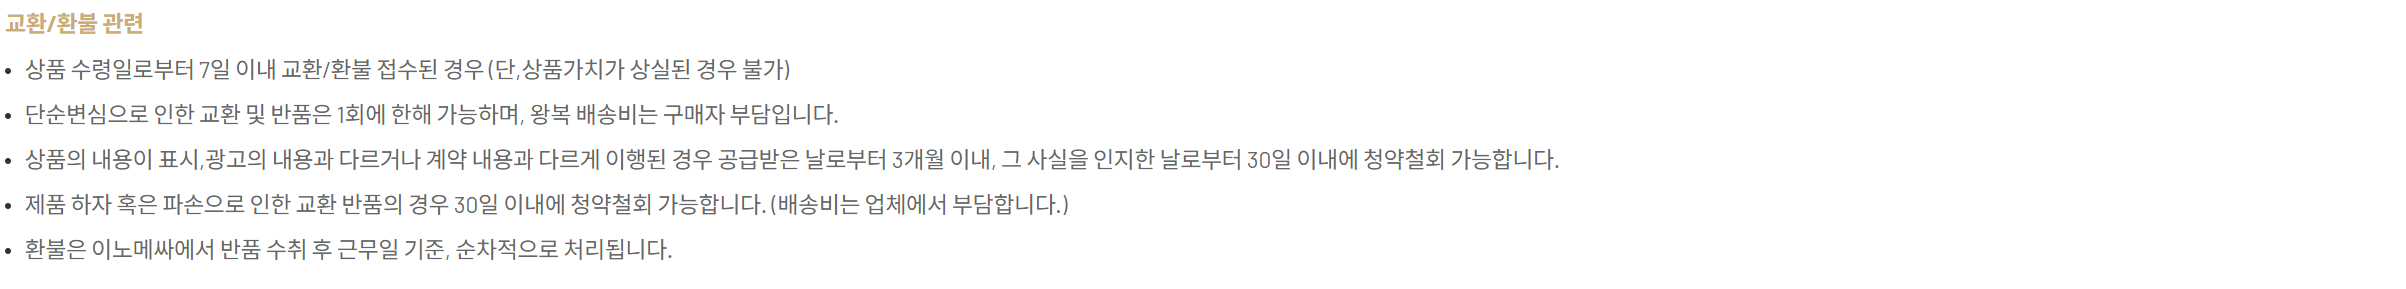 교환/환불 관련
• 상품 수령일로부터 7일 이내 교환/환불 접수된 경우 (단,상품가치가 상실된 경우 불가)
• 단순변심으로 인한 교환 및 반품은 1회에 한해 가능하며, 왕복 배송비는 구매자 부담입니다.
• 상품의 내용이 표시,광고의 내용과 다르거나 계약 내용과 다르게 이행된 경우 공급받은 날로부터 3개월 이내, 그 사실을 인지한 날로부터 30일 이내에 청약철회 가능합니다.
• 제품 하자 혹은 파손으로 인한 교환 반품의 경우 30일 이내에 청약철회 가능합니다. (배송비는 업체에서 부담합니다.)
• 환불은 이노메싸에서 반품 수취 후 근무일 기준, 순차적으로 처리됩니다.